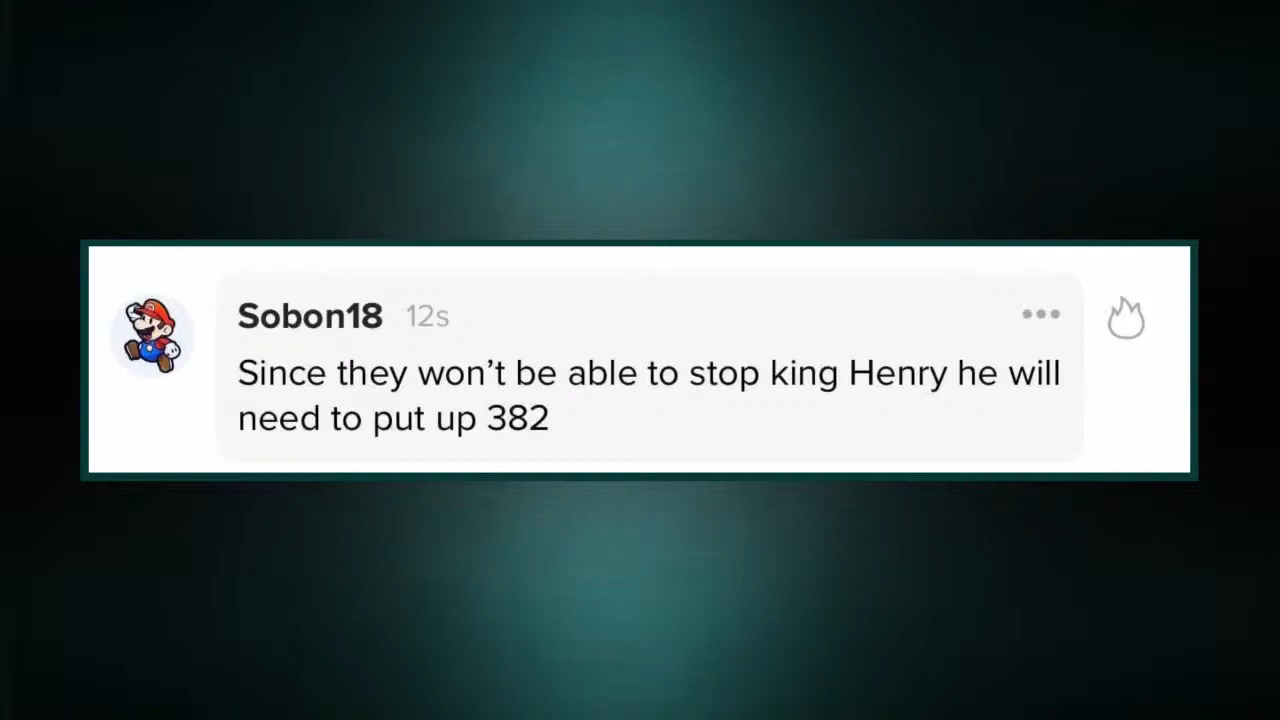 Sobon18 12s
Since they won’t be able to stop king Henry he will
need to put up 382